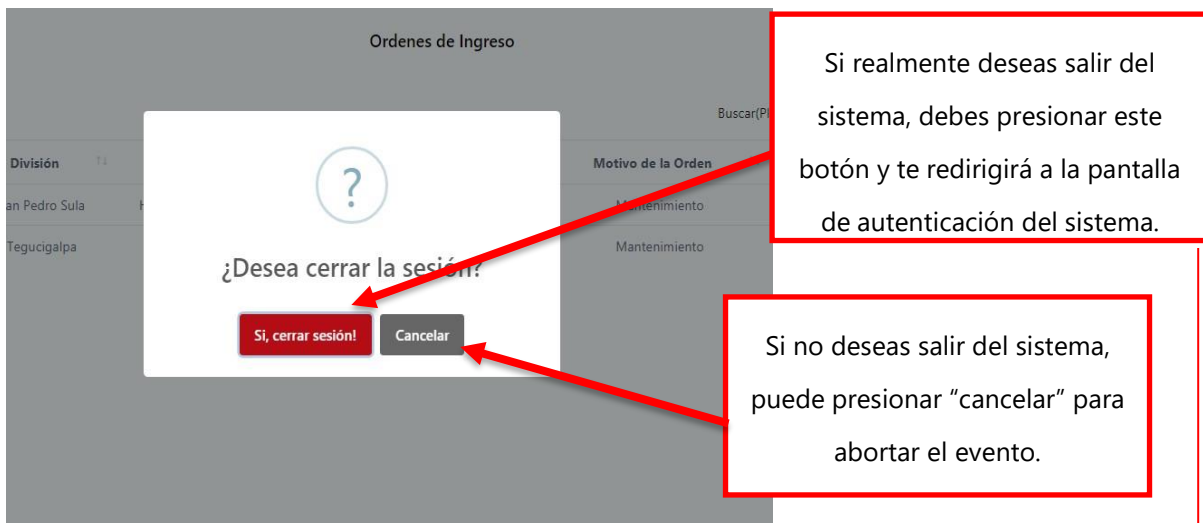 Ordenes de Ingreso
Buscar(Pl
División
Motivo de la Orden
an Pedro Sula
H
Mantenimiento
Tegucigalpa
Mantenimiento
?
¿Desea cerrar la sesión?
Si, cerrar sesión!
Cancelar
Si realmente deseas salir del
sistema, debes presionar este
botón y te redirigirá a la pantalla
de autenticación del sistema.
Si no deseas salir del sistema,
puede presionar “cancelar” para
abortar el evento.